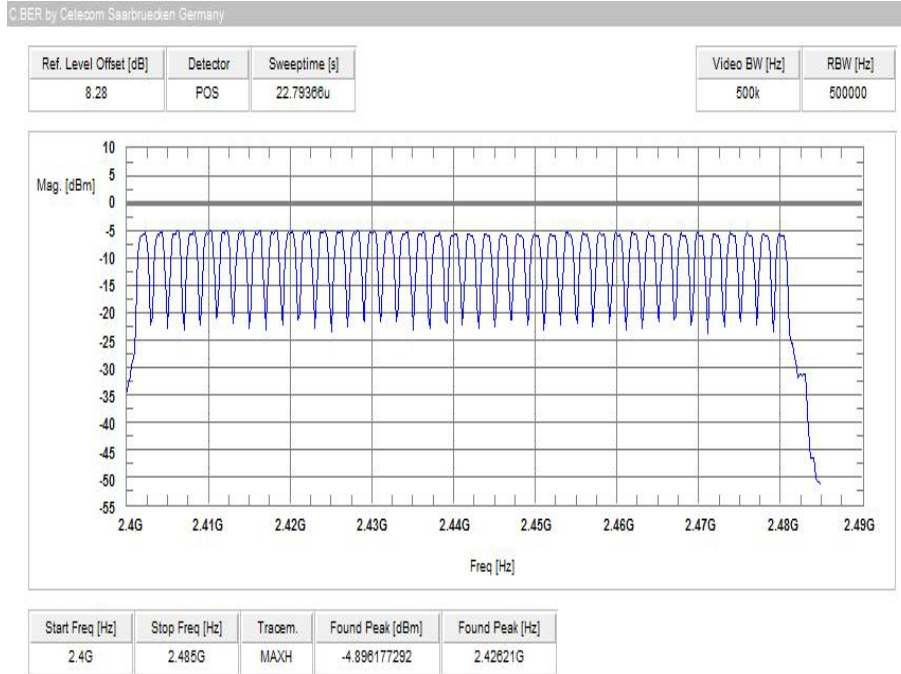 C.BER by Cetecom Saarbruecken Germany
Ref. Level Offset [dB] Detector Sweeptime [s] Video BW [Hz] RBW [Hz]
8.28 POS 22.79366u 500k 500000
Mag. [dBm]
10
5
0
-5
-10
-15
-20
-25
-30
-35
-40
-45
-50
-55
2.4G 2.41G 2.42G 2.43G 2.44G 2.45G 2.46G 2.47G 2.48G 2.49G
Freq [Hz]
Start Freq [Hz] Stop Freq [Hz] Tracem. Found Peak [dBm] Found Peak [Hz]
2.4G 2.485G MAXH -4.896177292 2.42621G